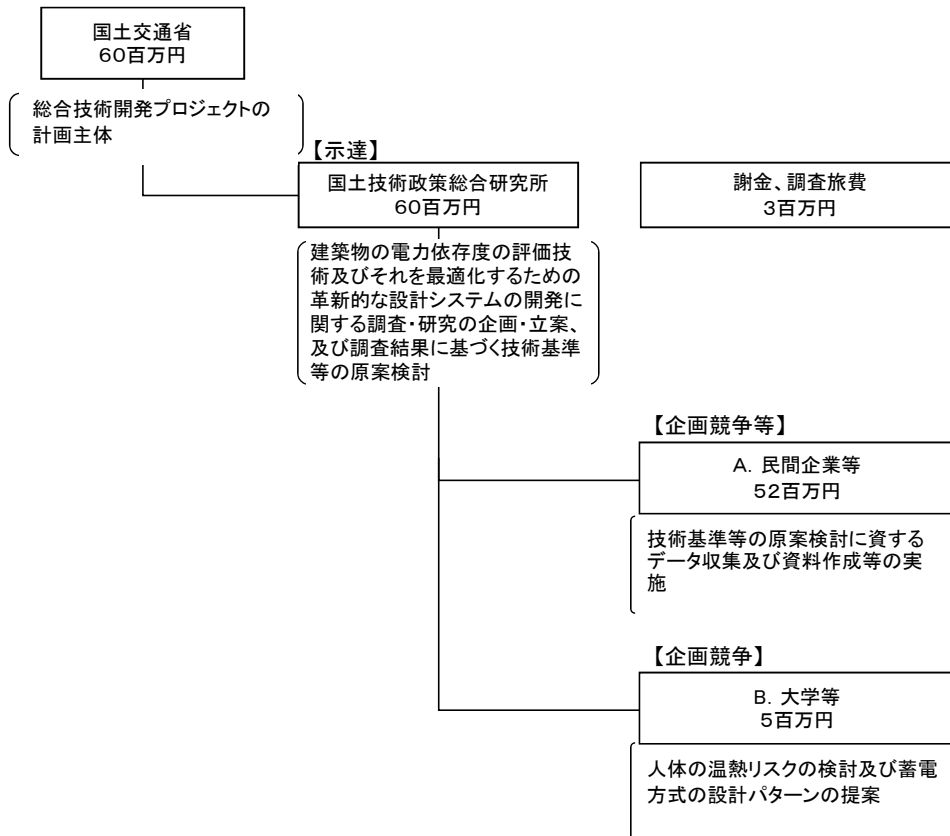 国土交通省
60百万円
総合技術開発プロジェクトの
計画主体
【示達】
国土技術政策総合研究所
60百万円
謝金、調査旅費
3百万円
建築物の電力依存度の評価技
術及びそれを最適化するための
革新的な設計システムの開発に
関する調査・研究の企画・立案、
及び調査結果に基づく技術基準
等の原案検討
【企画競争等】
A．民間企業等
52百万円
技術基準等の原案検討に資する
データ収集及び資料作成等の実
施
【企画競争】
B．大学等
5百万円
人体の温熱リスクの検討及び蓄電
方式の設計パターンの提案